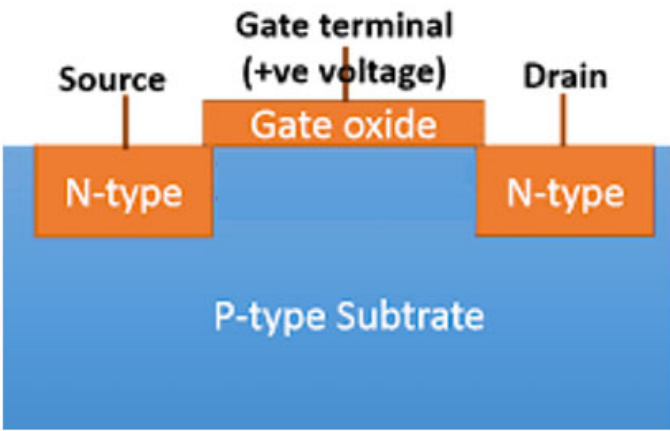 Gate terminal
(+ve voltage)
Source
Drain
Gate oxide
N-type
N-type
P-type Subtrate